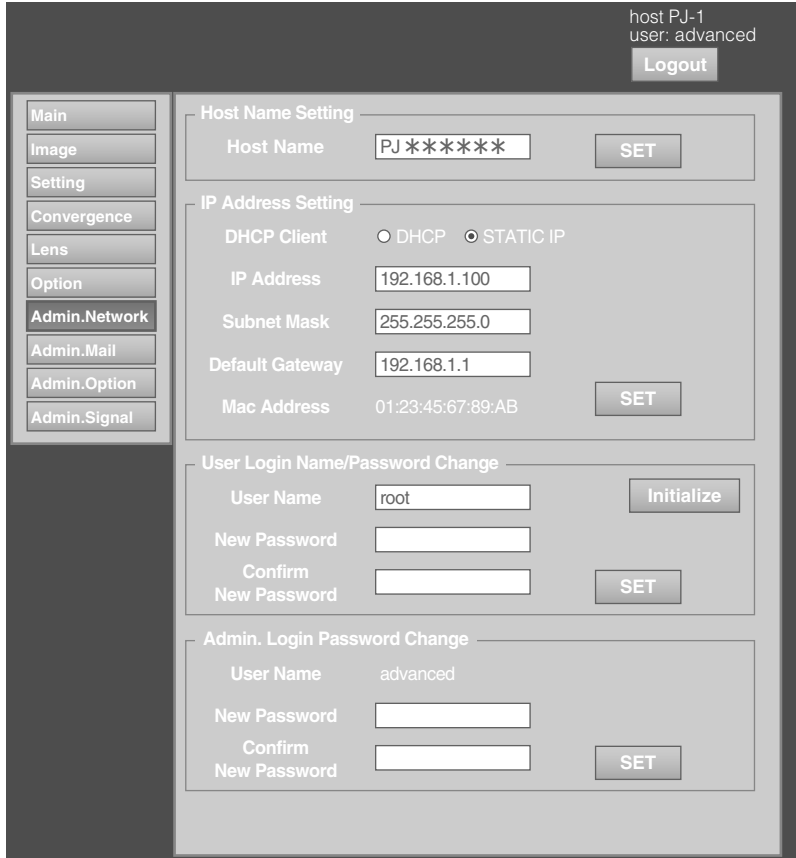 host PJ-1
user: advanced
Logout
Main
Image
Setting
Convergence
Lens
Option
Admin.Network
Admin.Mail
Admin.Option
Admin.Signal
Host Name Setting
Host Name PJ∗∗∗∗∗∗ SET
IP Address Setting
DHCP Client DHCP STATIC IP
IP Address 192.168.1.100
Subnet Mask 255.255.255.0
Default Gateway 192.168.1.1
Mac Address 01:23:45:67:89:AB SET
User Login Name/Password Change
User Name root Initialize
New Password
Confirm
New Password SET
Admin. Login Password Change
User Name advanced
New Password
Confirm
New Password SET